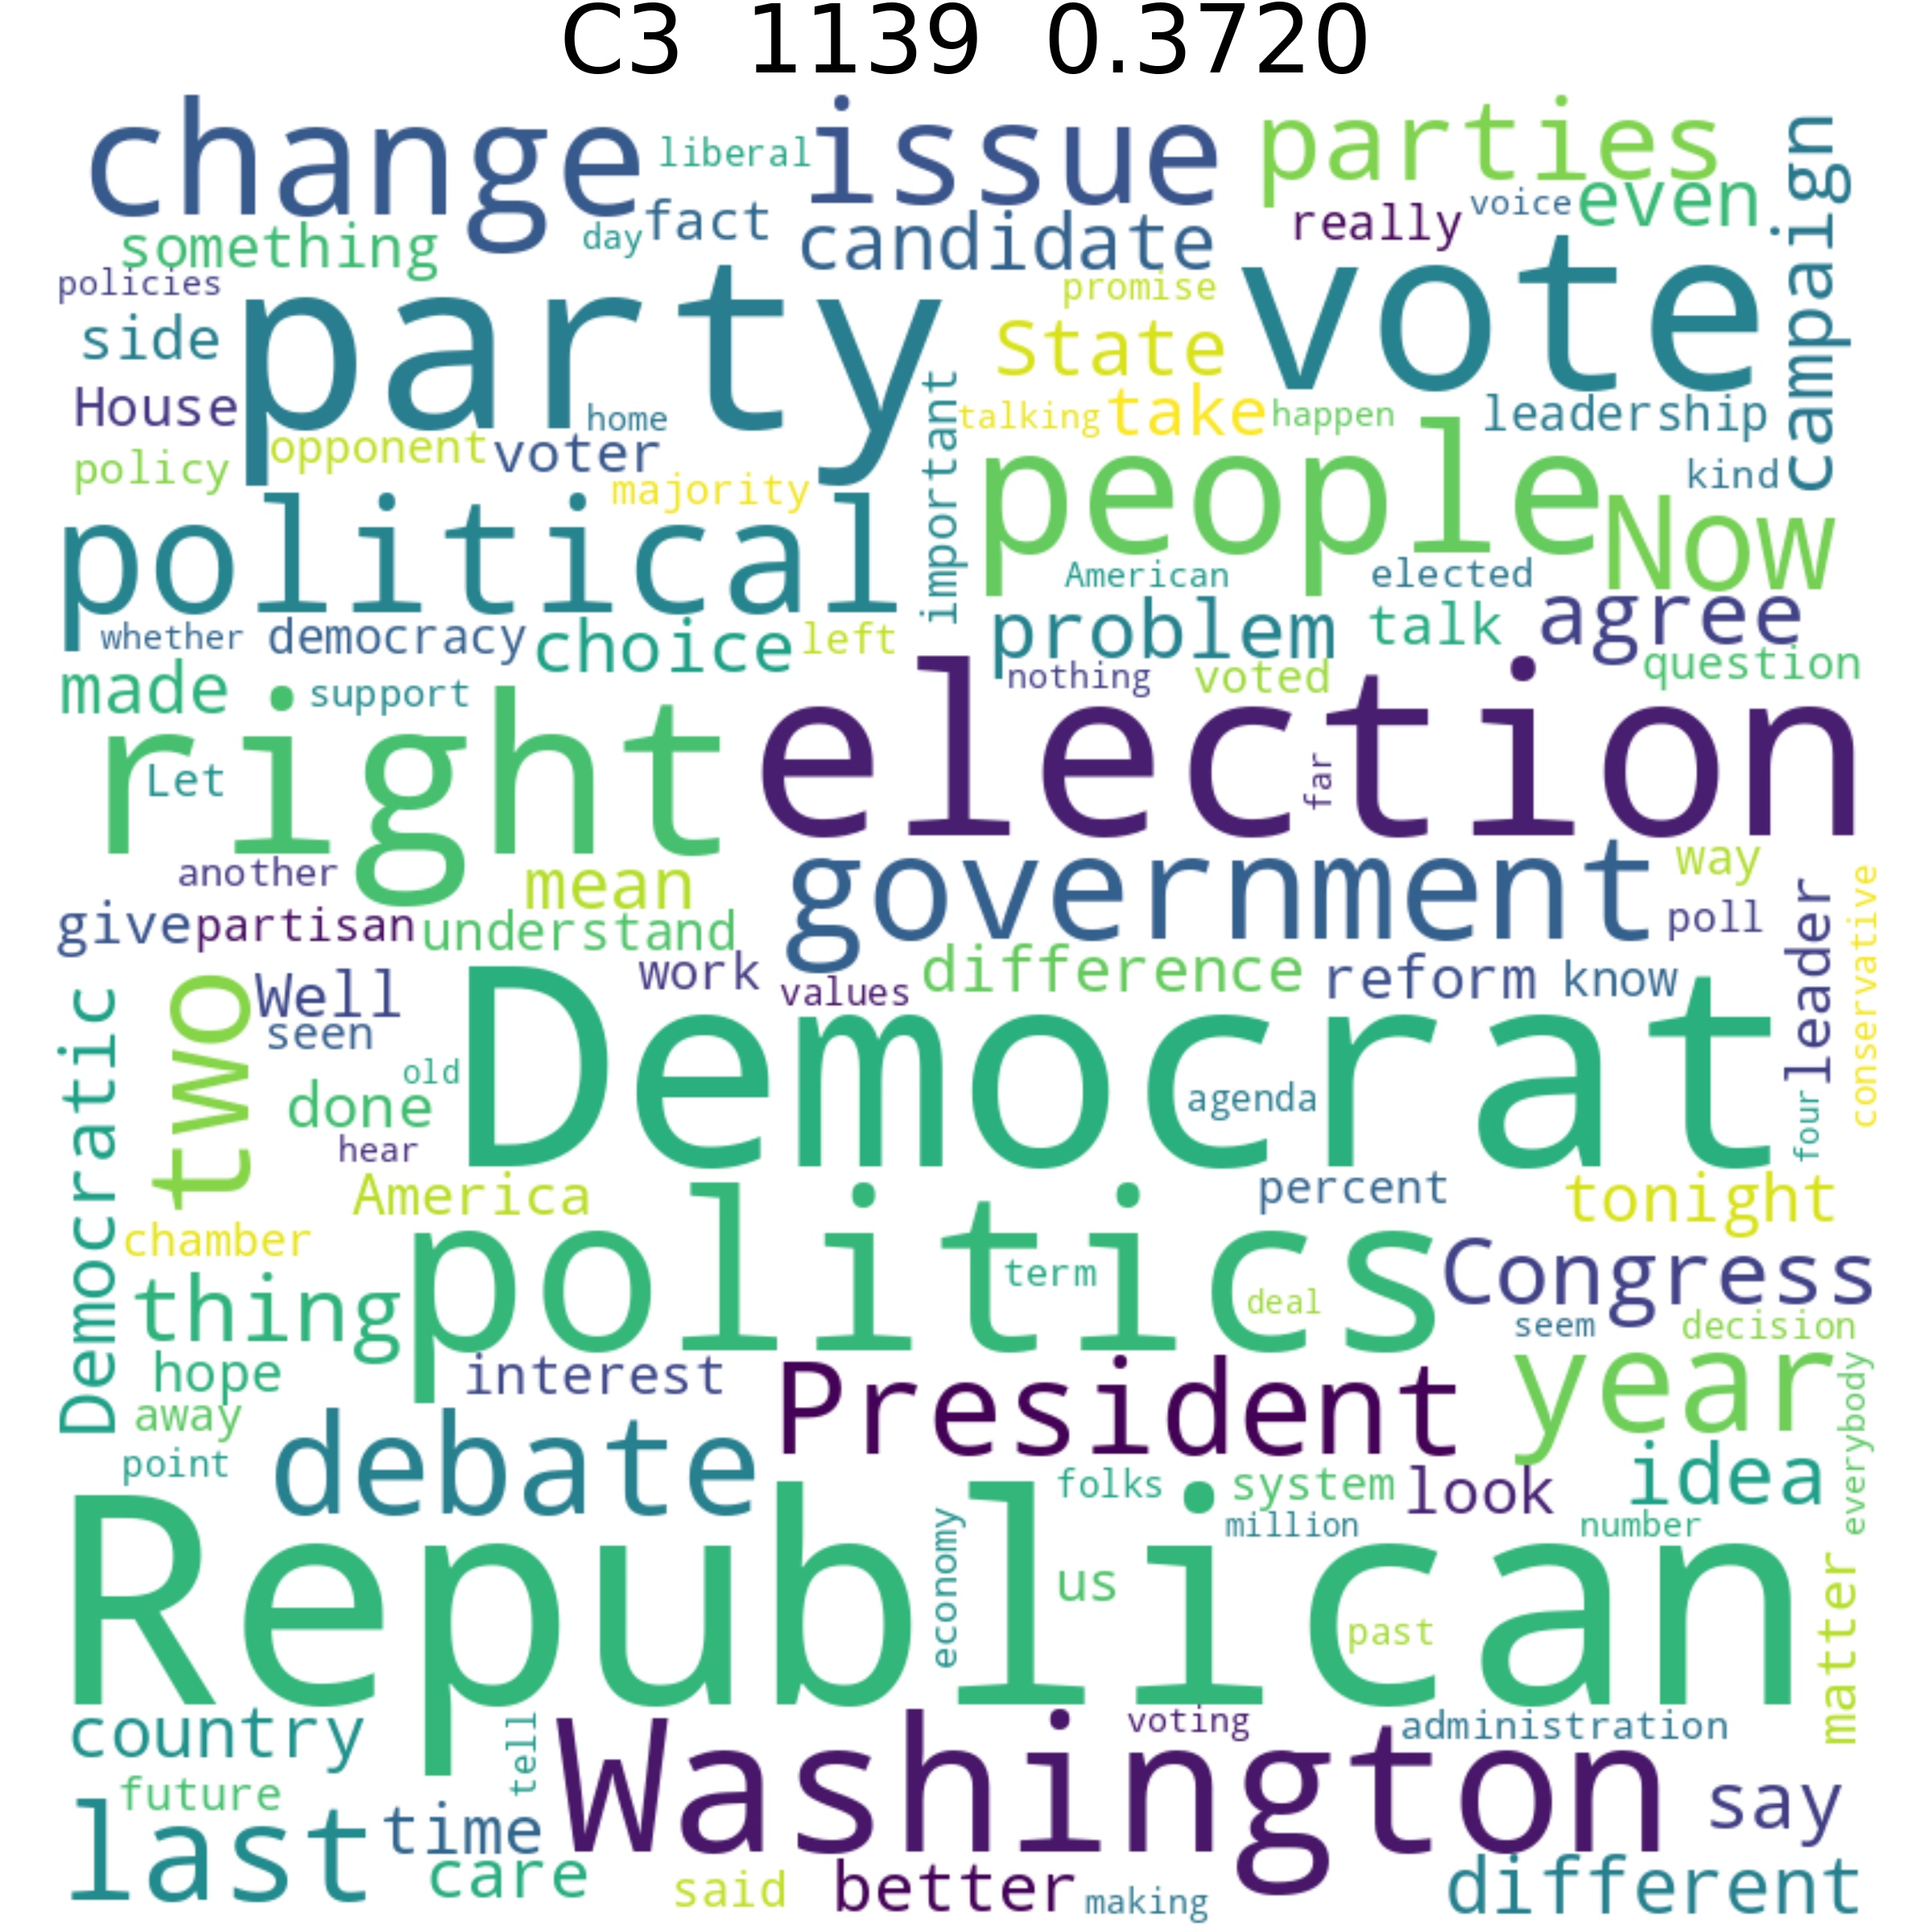 C3 1139 0.3720
change
liberal
issue
parties
campaign
something
day
fact
candidate
really
voice
even
policies
party
promise
vote
side
State
House
home
important
talking
take
happen
leadership
policy
opponent
voter
majority
people
kind
political
American
elected
Now
whether
democracy
choice
left
problem
talk
agree
made
support
nothing
voted
question
right
Let
election
far
another
mean
government
way
give
partisan
understand
poll
leader
conservative
Democratic
two
Well
work
values
difference
reform
know
seen
old
Democrat
agenda
four
done
hear
America
percent
tonight
chamber
politics
term
deal
Congress
thing
seem
decision
hope
interest
President
year
everybody
away
point
debate
folks
system
look
idea
Republican
economy
million
number
us
past
matter
country
tell
Washington
voting
administration
future
last
time
say
care
said
better
making
different